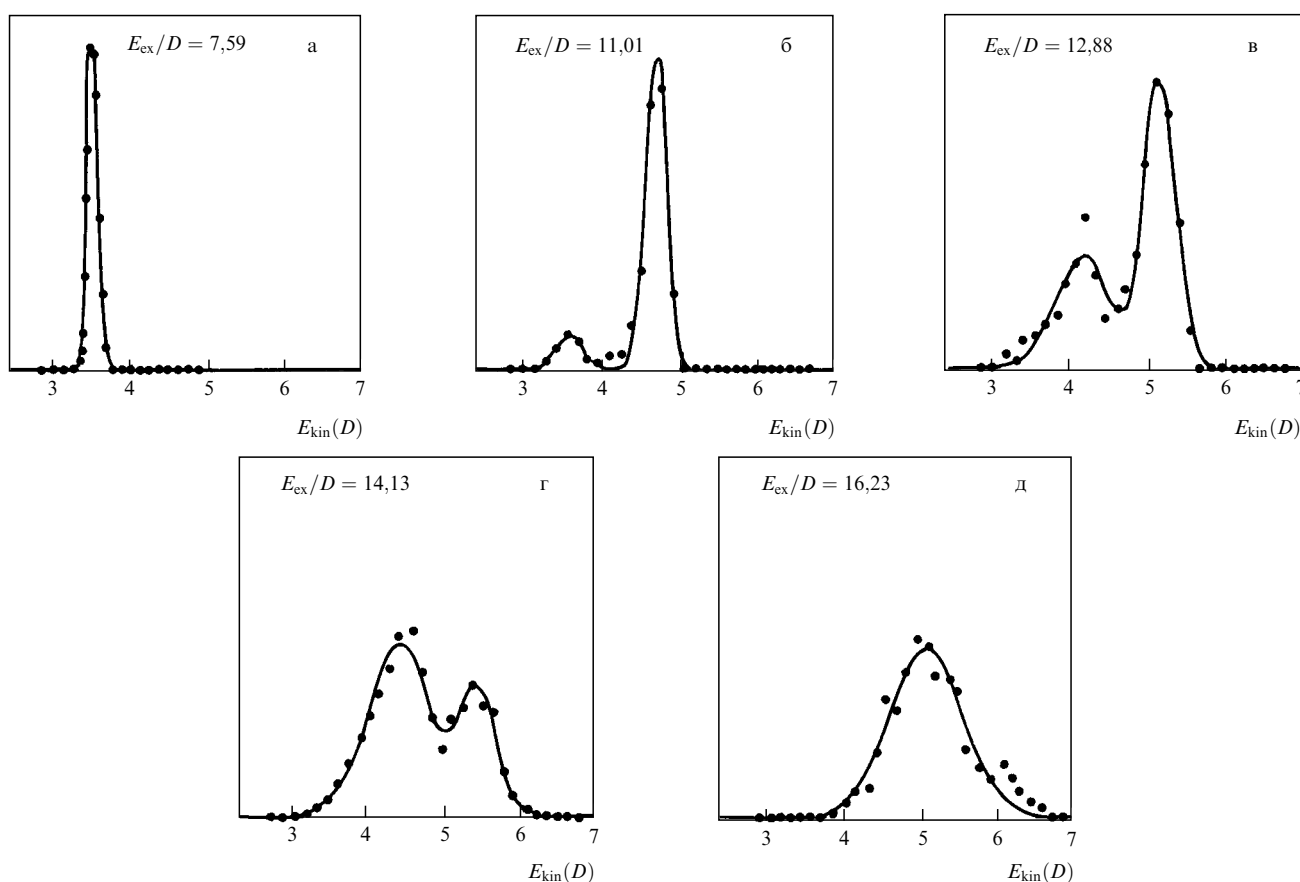 E_ex/D = 7,59 а
3 4 5 6 7
E_kin(D)
E_ex/D = 11,01 б
3 4 5 6 7
E_kin(D)
E_ex/D = 12,88 в
3 4 5 6 7
E_kin(D)
E_ex/D = 14,13 г
3 4 5 6 7
E_kin(D)
E_ex/D = 16,23 д
3 4 5 6 7
E_kin(D)